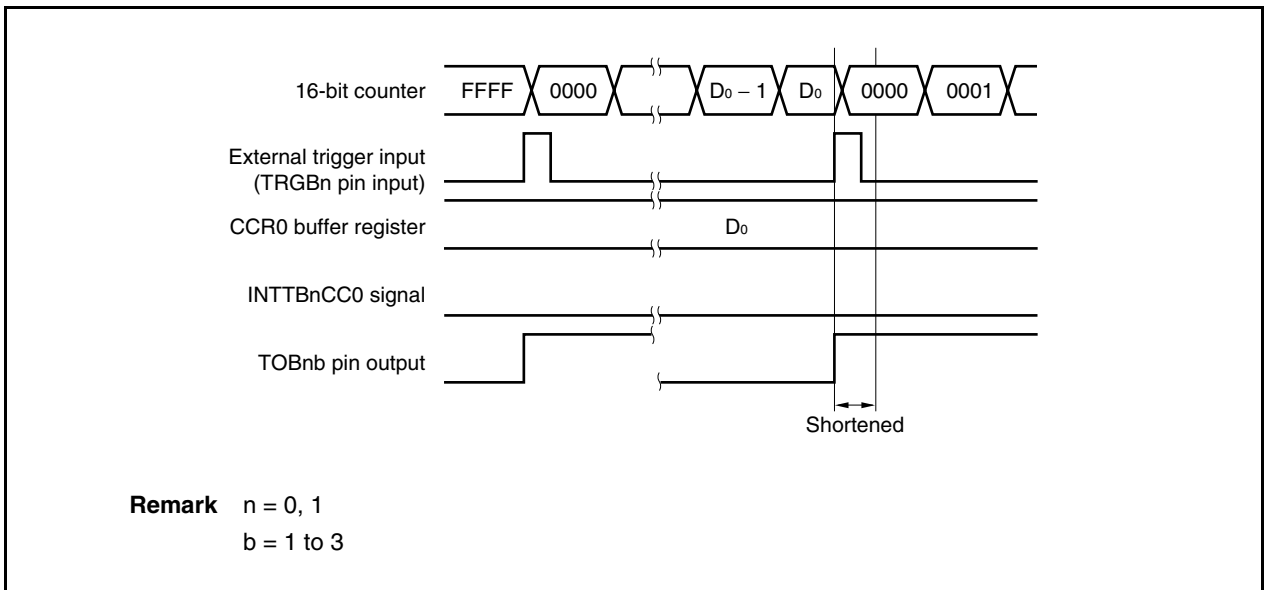 16-bit counter FFFF 0000 D0 − 1 D0 0000 0001
External trigger input
(TRGBn pin input)
CCR0 buffer register D0
INTTBnCC0 signal
TOBnb pin output
Shortened
Remark n = 0, 1
b = 1 to 3